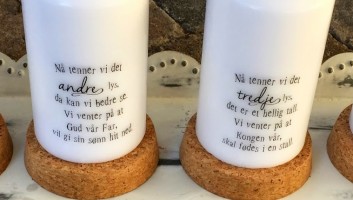 Nå tenner vi det
andre lys,
da kan vi bedre se.
Vi venter på at
Gud vår Far,
vil gi sin sønn hit ned.
Nå tenner vi det
tredje lys,
det er et hellig tall.
Vi venter på at
Kongen vår,
skal fødes i en stall.